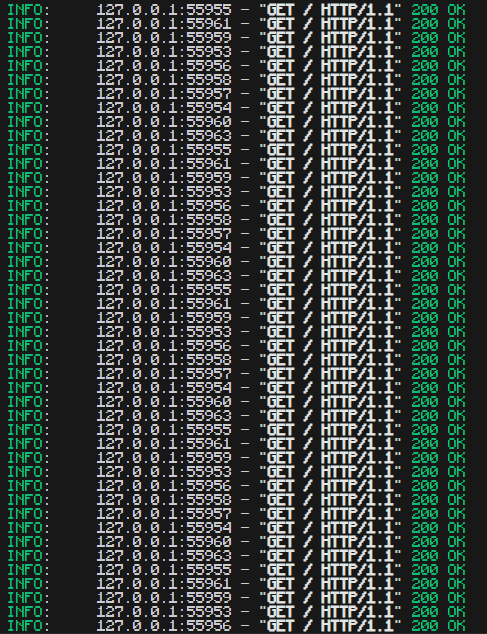 INFO:     127.0.0.1:55955 - "GET / HTTP/1.1" 200 OK
INFO:     127.0.0.1:55961 - "GET / HTTP/1.1" 200 OK
INFO:     127.0.0.1:55959 - "GET / HTTP/1.1" 200 OK
INFO:     127.0.0.1:55953 - "GET / HTTP/1.1" 200 OK
INFO:     127.0.0.1:55956 - "GET / HTTP/1.1" 200 OK
INFO:     127.0.0.1:55958 - "GET / HTTP/1.1" 200 OK
INFO:     127.0.0.1:55957 - "GET / HTTP/1.1" 200 OK
INFO:     127.0.0.1:55954 - "GET / HTTP/1.1" 200 OK
INFO:     127.0.0.1:55960 - "GET / HTTP/1.1" 200 OK
INFO:     127.0.0.1:55963 - "GET / HTTP/1.1" 200 OK
INFO:     127.0.0.1:55955 - "GET / HTTP/1.1" 200 OK
INFO:     127.0.0.1:55961 - "GET / HTTP/1.1" 200 OK
INFO:     127.0.0.1:55959 - "GET / HTTP/1.1" 200 OK
INFO:     127.0.0.1:55953 - "GET / HTTP/1.1" 200 OK
INFO:     127.0.0.1:55956 - "GET / HTTP/1.1" 200 OK
INFO:     127.0.0.1:55958 - "GET / HTTP/1.1" 200 OK
INFO:     127.0.0.1:55957 - "GET / HTTP/1.1" 200 OK
INFO:     127.0.0.1:55954 - "GET / HTTP/1.1" 200 OK
INFO:     127.0.0.1:55960 - "GET / HTTP/1.1" 200 OK
INFO:     127.0.0.1:55963 - "GET / HTTP/1.1" 200 OK
INFO:     127.0.0.1:55955 - "GET / HTTP/1.1" 200 OK
INFO:     127.0.0.1:55961 - "GET / HTTP/1.1" 200 OK
INFO:     127.0.0.1:55959 - "GET / HTTP/1.1" 200 OK
INFO:     127.0.0.1:55953 - "GET / HTTP/1.1" 200 OK
INFO:     127.0.0.1:55956 - "GET / HTTP/1.1" 200 OK
INFO:     127.0.0.1:55958 - "GET / HTTP/1.1" 200 OK
INFO:     127.0.0.1:55957 - "GET / HTTP/1.1" 200 OK
INFO:     127.0.0.1:55954 - "GET / HTTP/1.1" 200 OK
INFO:     127.0.0.1:55960 - "GET / HTTP/1.1" 200 OK
INFO:     127.0.0.1:55963 - "GET / HTTP/1.1" 200 OK
INFO:     127.0.0.1:55955 - "GET / HTTP/1.1" 200 OK
INFO:     127.0.0.1:55961 - "GET / HTTP/1.1" 200 OK
INFO:     127.0.0.1:55959 - "GET / HTTP/1.1" 200 OK
INFO:     127.0.0.1:55953 - "GET / HTTP/1.1" 200 OK
INFO:     127.0.0.1:55956 - "GET / HTTP/1.1" 200 OK
INFO:     127.0.0.1:55958 - "GET / HTTP/1.1" 200 OK
INFO:     127.0.0.1:55957 - "GET / HTTP/1.1" 200 OK
INFO:     127.0.0.1:55954 - "GET / HTTP/1.1" 200 OK
INFO:     127.0.0.1:55960 - "GET / HTTP/1.1" 200 OK
INFO:     127.0.0.1:55963 - "GET / HTTP/1.1" 200 OK
INFO:     127.0.0.1:55955 - "GET / HTTP/1.1" 200 OK
INFO:     127.0.0.1:55961 - "GET / HTTP/1.1" 200 OK
INFO:     127.0.0.1:55959 - "GET / HTTP/1.1" 200 OK
INFO:     127.0.0.1:55953 - "GET / HTTP/1.1" 200 OK
INFO:     127.0.0.1:55956 - "GET / HTTP/1.1" 200 OK